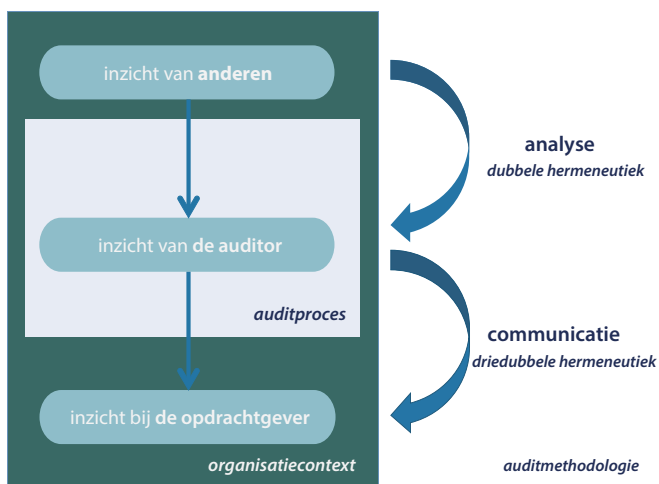 inzicht van anderen
analyse
dubbele hermeneutiek
inzicht van de auditor
auditproces
communicatie
driedubbele hermeneutiek
inzicht bij de opdrachtgever
organisatiecontext
auditmethodologie